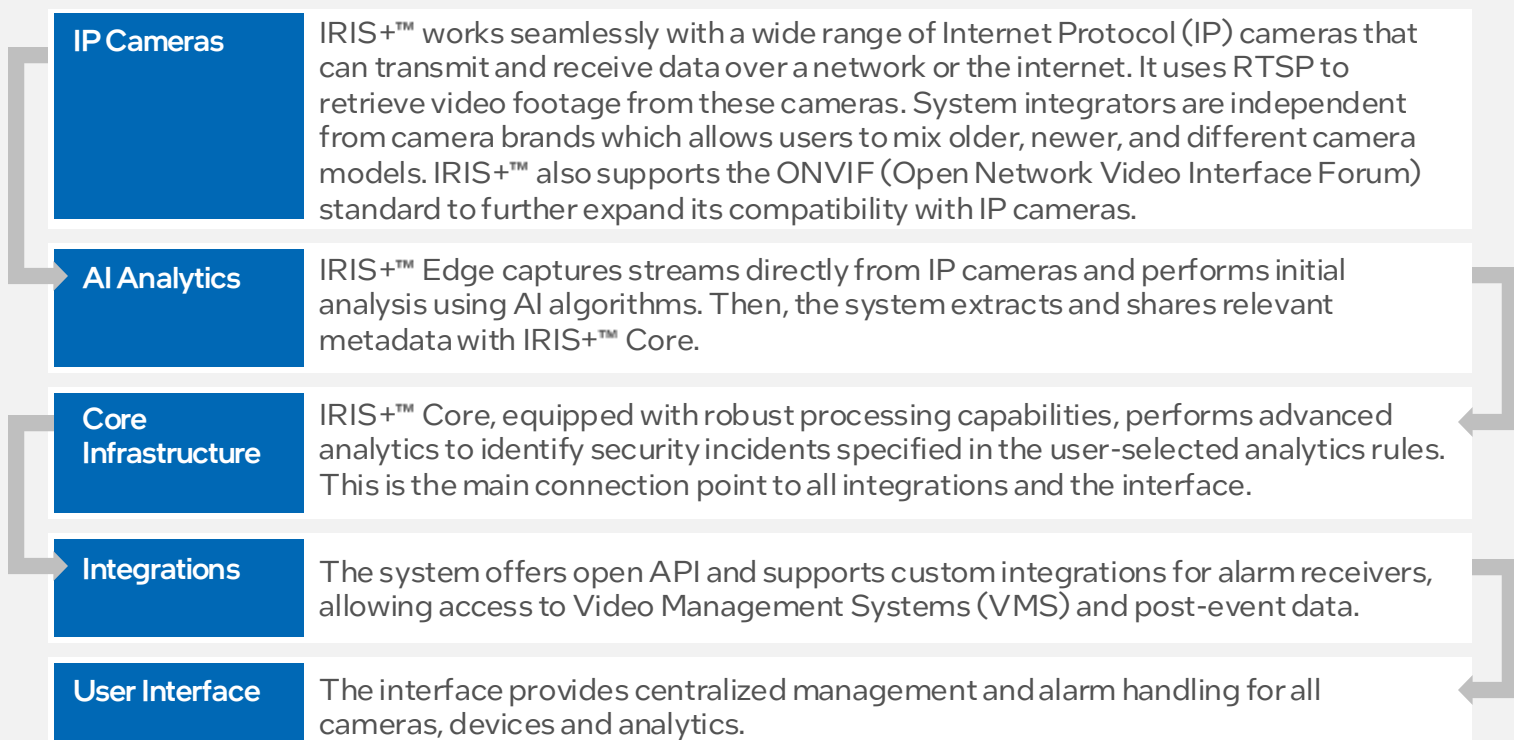 IP Cameras
IRIS+™ works seamlessly with a wide range of Internet Protocol (IP) cameras that
can transmit and receive data over a network or the internet. It uses RTSP to
retrieve video footage from these cameras. System integrators are independent
from camera brands which allows users to mix older, newer, and different camera
models. IRIS+™ also supports the ONVIF (Open Network Video Interface Forum)
standard to further expand its compatibility with IP cameras.
AI Analytics
IRIS+™ Edge captures streams directly from IP cameras and performs initial
analysis using AI algorithms. Then, the system extracts and shares relevant
metadata with IRIS+™ Core.
Core
Infrastructure
IRIS+™ Core, equipped with robust processing capabilities, performs advanced
analytics to identify security incidents specified in the user-selected analytics rules.
This is the main connection point to all integrations and the interface.
Integrations
The system offers open API and supports custom integrations for alarm receivers,
allowing access to Video Management Systems (VMS) and post-event data.
User Interface
The interface provides centralized management and alarm handling for all
cameras, devices and analytics.